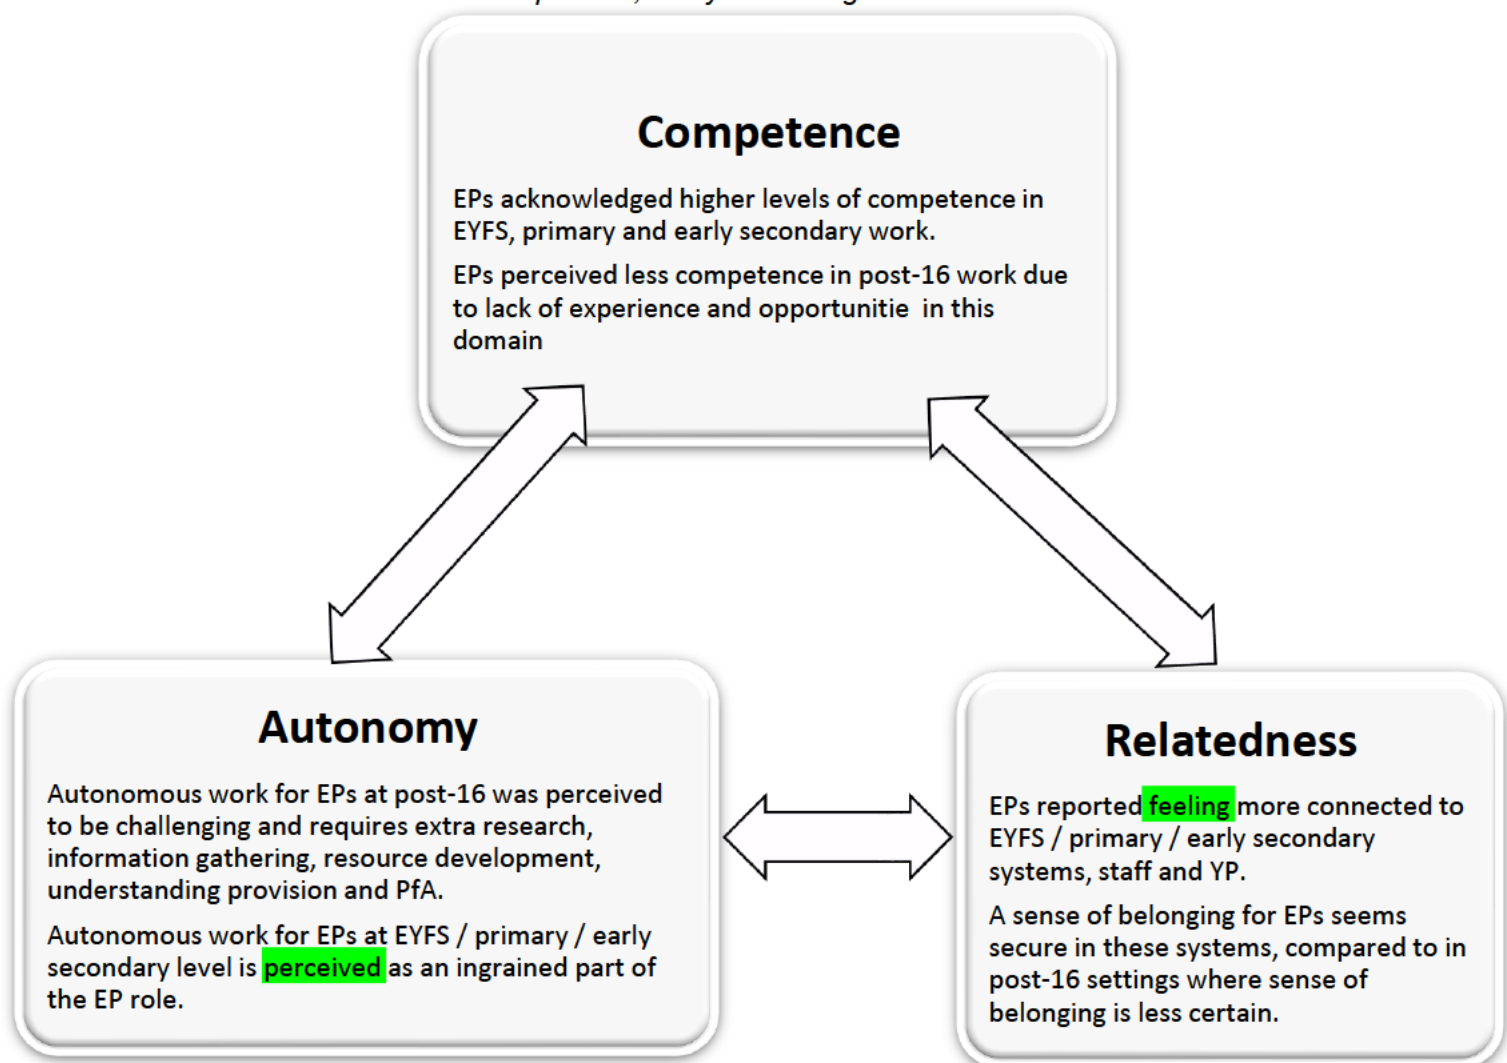 Competence
EPs acknowledged higher levels of competence in
EYFS, primary and early secondary work.
EPs perceived less competence in post-16 work due
to lack of experience and opportunitie in this
domain
Autonomy
Autonomous work for EPs at post-16 was perceived
to be challenging and requires extra research,
information gathering, resource development,
understanding provision and PfA.
Autonomous work for EPs at EYFS / primary / early
secondary level is perceived as an ingrained part of
the EP role.
Relatedness
EPs reported feeling more connected to
EYFS / primary / early secondary
systems, staff and YP.
A sense of belonging for EPs seems
secure in these systems, compared to in
post-16 settings where sense of
belonging is less certain.